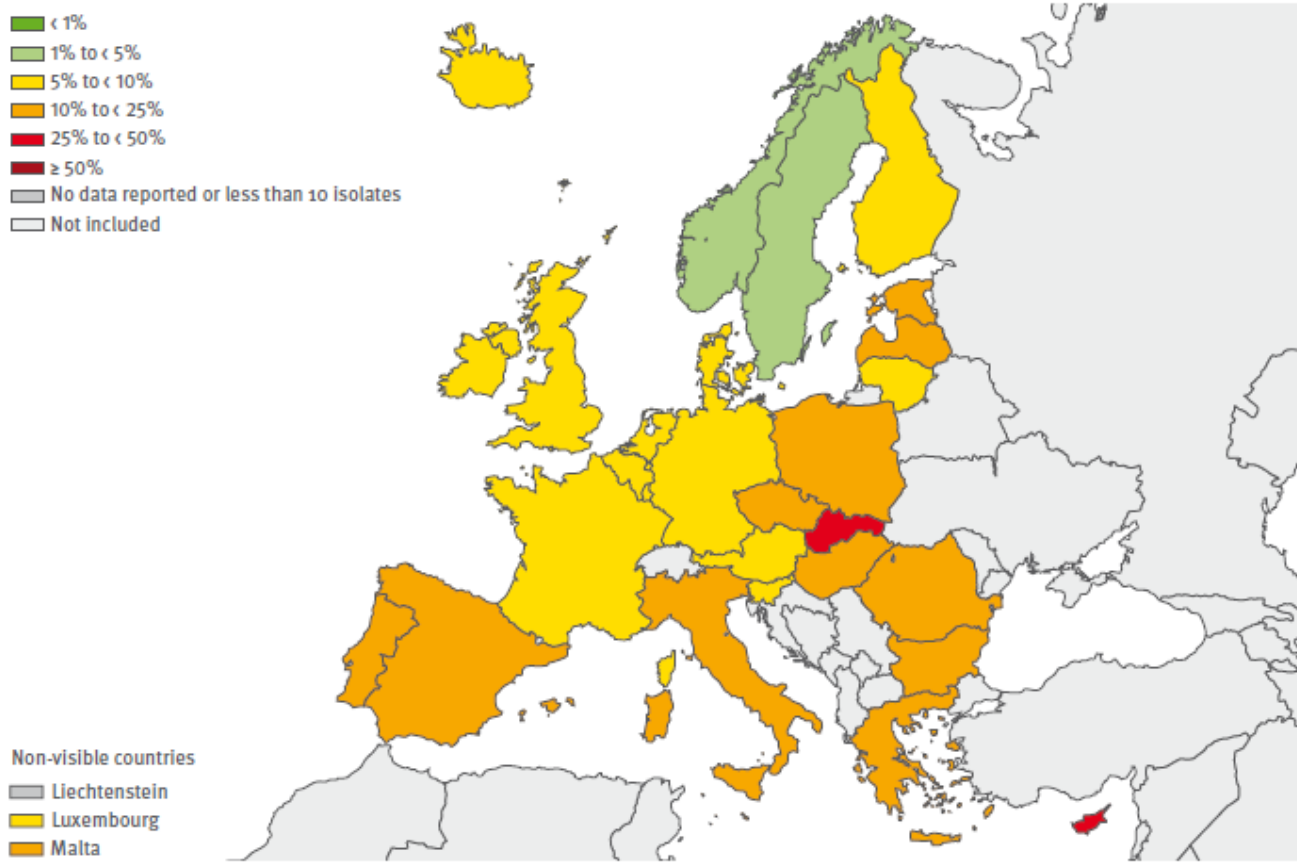 < 1%
1% to < 5%
5% to < 10%
10% to < 25%
25% to < 50%
≥ 50%
No data reported or less than 10 isolates
Not included
Non-visible countries
Liechtenstein
Luxembourg
Malta